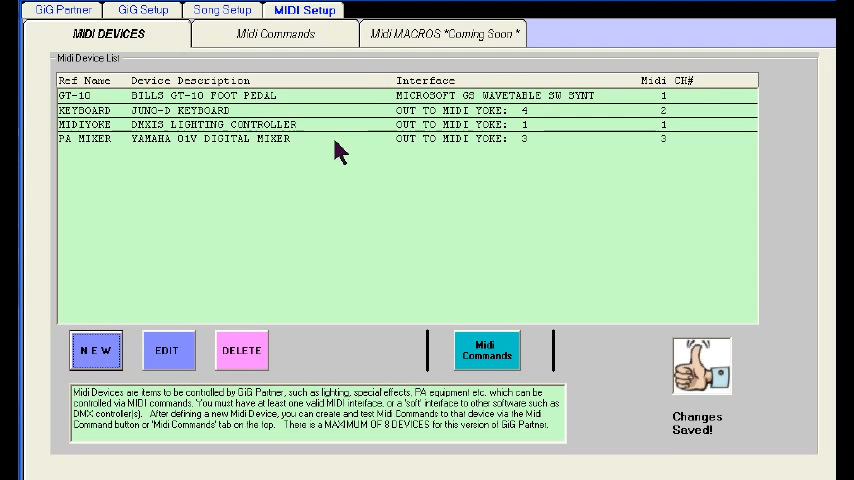 GiG Partner GiG Setup Song Setup MIDI Setup
MIDI DEVICES Midi Commands Midi MACROS *Coming Soon *
Midi Device List
Ref Name Device Description Interface Midi CH#
GT-10 BILLS GT-10 FOOT PEDAL MICROSOFT GS WAVETABLE SW SYNT 1
KEYBOARD JUNO-D KEYBOARD OUT TO MIDI YOKE: 4 2
MIDIYOKE DMXIS LIGHTING CONTROLLER OUT TO MIDI YOKE: 1 1
PA MIXER YAMAHA 01V DIGITAL MIXER OUT TO MIDI YOKE: 3 3
N E W EDIT DELETE Midi
Commands
Midi Devices are items to be controlled by GiG Partner, such as lighting, special effects, PA equipment etc. which can be
controlled via MIDI commands. You must have at least one valid MIDI interface, or a 'soft' interface to other software such as
DMX controller(s). After defining a new Midi Device, you can create and test Midi Commands to that device via the Midi
Command button or 'Midi Commands' tab on the top. There is a MAXIMUM OF 8 DEVICES for this version of GiG Partner.
Changes
Saved!